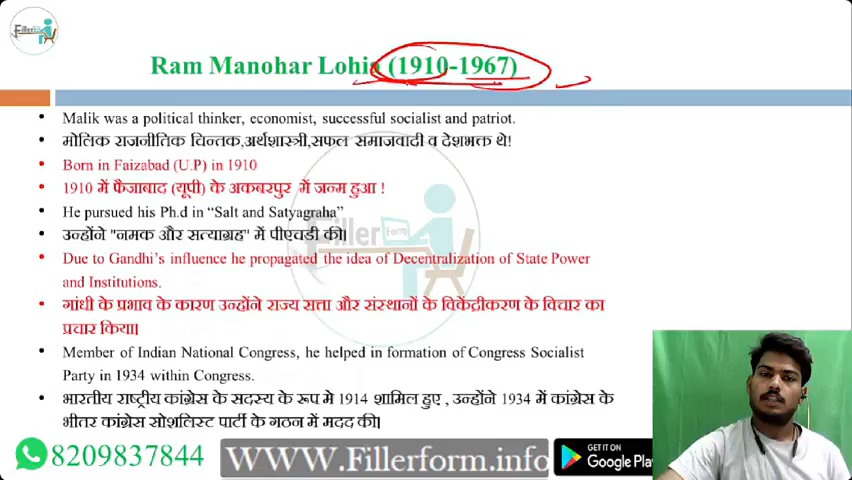 Filler
Ram Manohar Lohia (1910-1967)
• Malik was a political thinker, economist, successful socialist and patriot.
• मोलिक राजनीतिक चिन्तक,अर्थशास्त्री,सफल समाजवादी व देशभक्त थे!
• Born in Faizabad (U.P) in 1910
• 1910 में फैजाबाद (यूपी) के अकबरपुर में जन्म हुआ !
• He pursued his Ph.d in “Salt and Satyagraha”
• उन्होंने "नमक और सत्याग्रह" में पीएचडी की।
• Due to Gandhi’s influence he propagated the idea of Decentralization of State Power
and Institutions.
• गांधी के प्रभाव के कारण उन्होंने राज्य सत्ता और संस्थानों के विकेंद्रीकरण के विचार का
प्रचार किया।
• Member of Indian National Congress, he helped in formation of Congress Socialist
Party in 1934 within Congress.
• भारतीय राष्ट्रीय कांग्रेस के सदस्य के रूप मे 1914 शामिल हुए , उन्होंने 1934 में कांग्रेस के
भीतर कांग्रेस सोशलिस्ट पार्टी के गठन में मदद की।
Filler Form
8209837844
WWW.Fillerform.info
GET IT ON
Google Pla